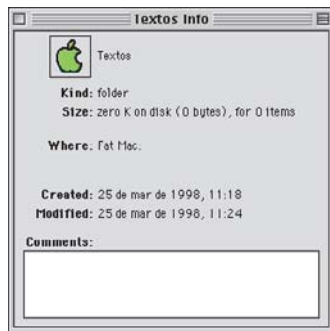 Textos Info
Textos
Kind: folder
Size: zero K on disk (0 bytes), for 0 items
Where: Fat Mac:
Created: 25 de mar de 1998, 11:18
Modified: 25 de mar de 1998, 11:24
Comments: